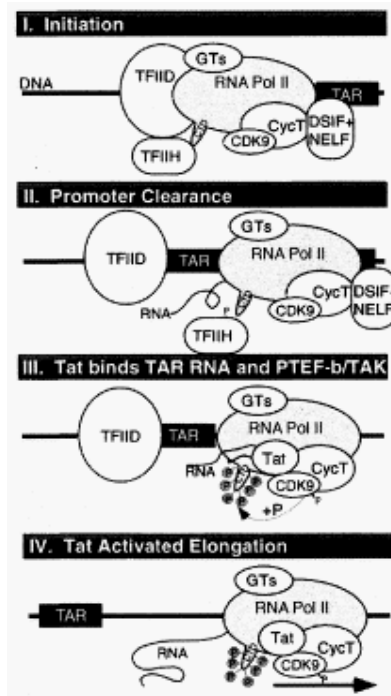 I. Initiation
GTs
DNA
TFIID
RNA Pol II
TAR
CycT
DSIF+
NELF
CDK9
TFIIH
II. Promoter Clearance
GTs
TFIID
TAR
RNA Pol II
RNA
P
CycT
DSIF+
NELF
CDK9
TFIIH
III. Tat binds TAR RNA and PTEF-b/TAK
GTs
TFIID
TAR
RNA Pol II
Tat
RNA
CycT
CDK9
P
+P
IV. Tat Activated Elongation
GTs
TAR
RNA Pol II
RNA
Tat
CycT
CDK9
P